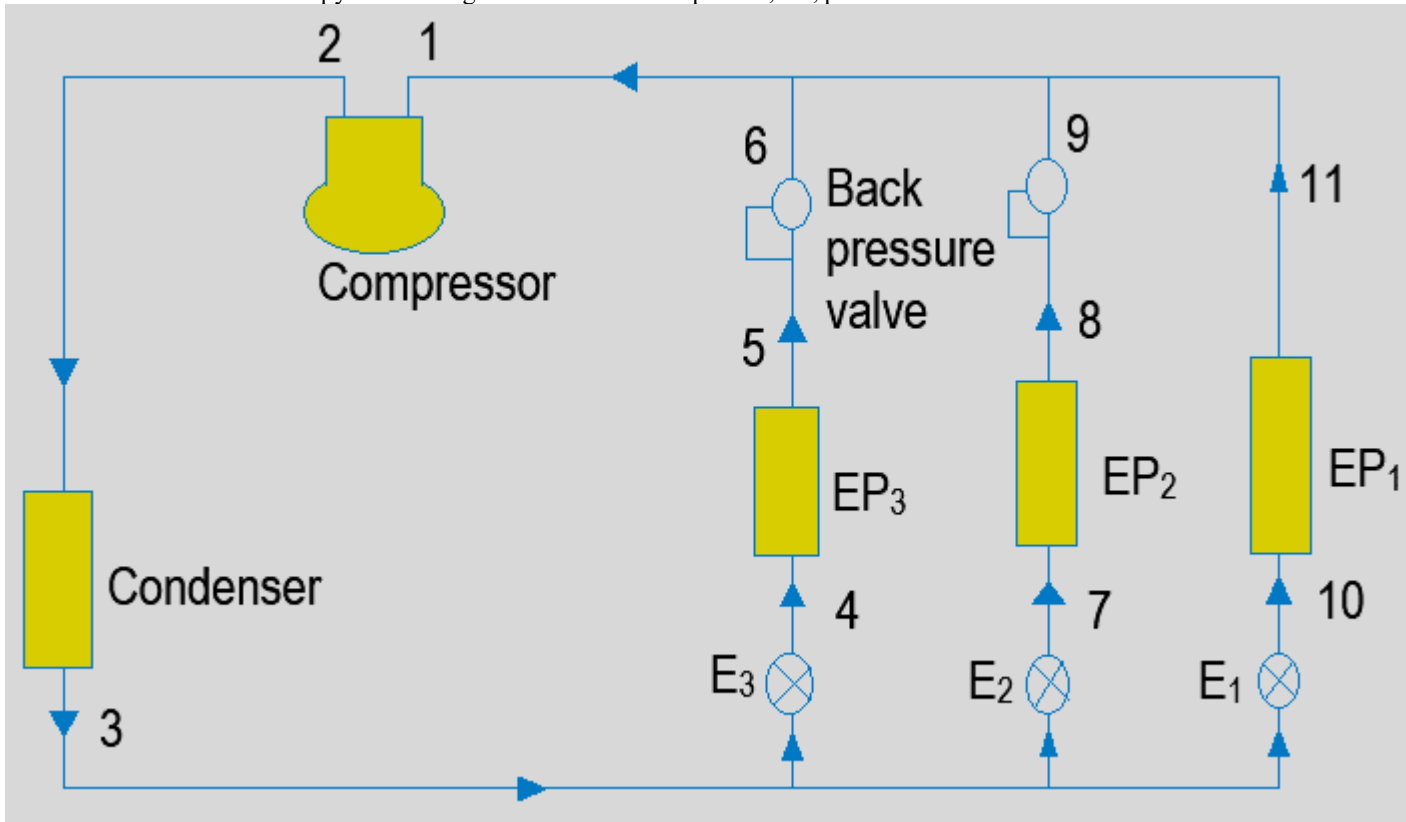 2
1
6
9
Back
pressure
valve
11
Compressor
5
8
EP₃
EP₂
EP₁
Condenser
4
7
10
E₃
E₂
E₁
3